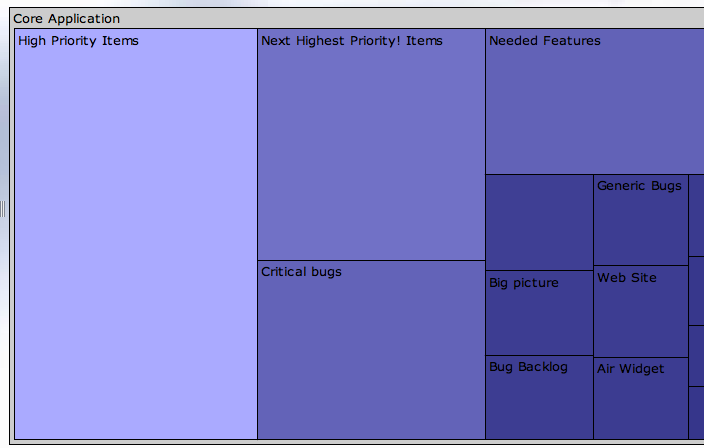 Core Application
High Priority Items
Next Highest Priority! Items
Needed Features
Generic Bugs
Critical bugs
Big picture
Web Site
Bug Backlog
Air Widget